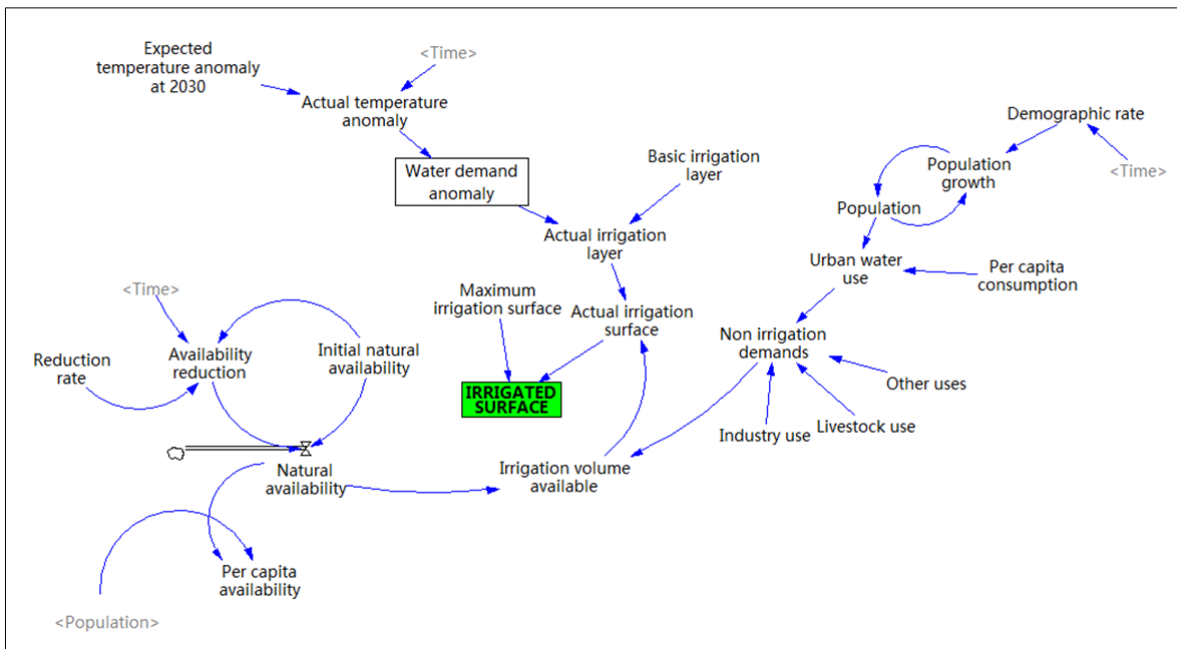 Expected
temperature anomaly
at 2030
<Time>
Actual temperature
anomaly
Demographic rate
Water demand
anomaly
Basic irrigation
layer
Population
growth
<Time>
Population
Actual irrigation
layer
Urban water
use
Per capita
consumption
<Time>
Maximum
irrigation surface
Actual irrigation
surface
Non irrigation
demands
Reduction
rate
Availability
reduction
Initial natural
availability
Other uses
IRRIGATED
SURFACE
Industry use
Livestock use
Natural
availability
Irrigation volume
available
Per capita
availability
<Population>